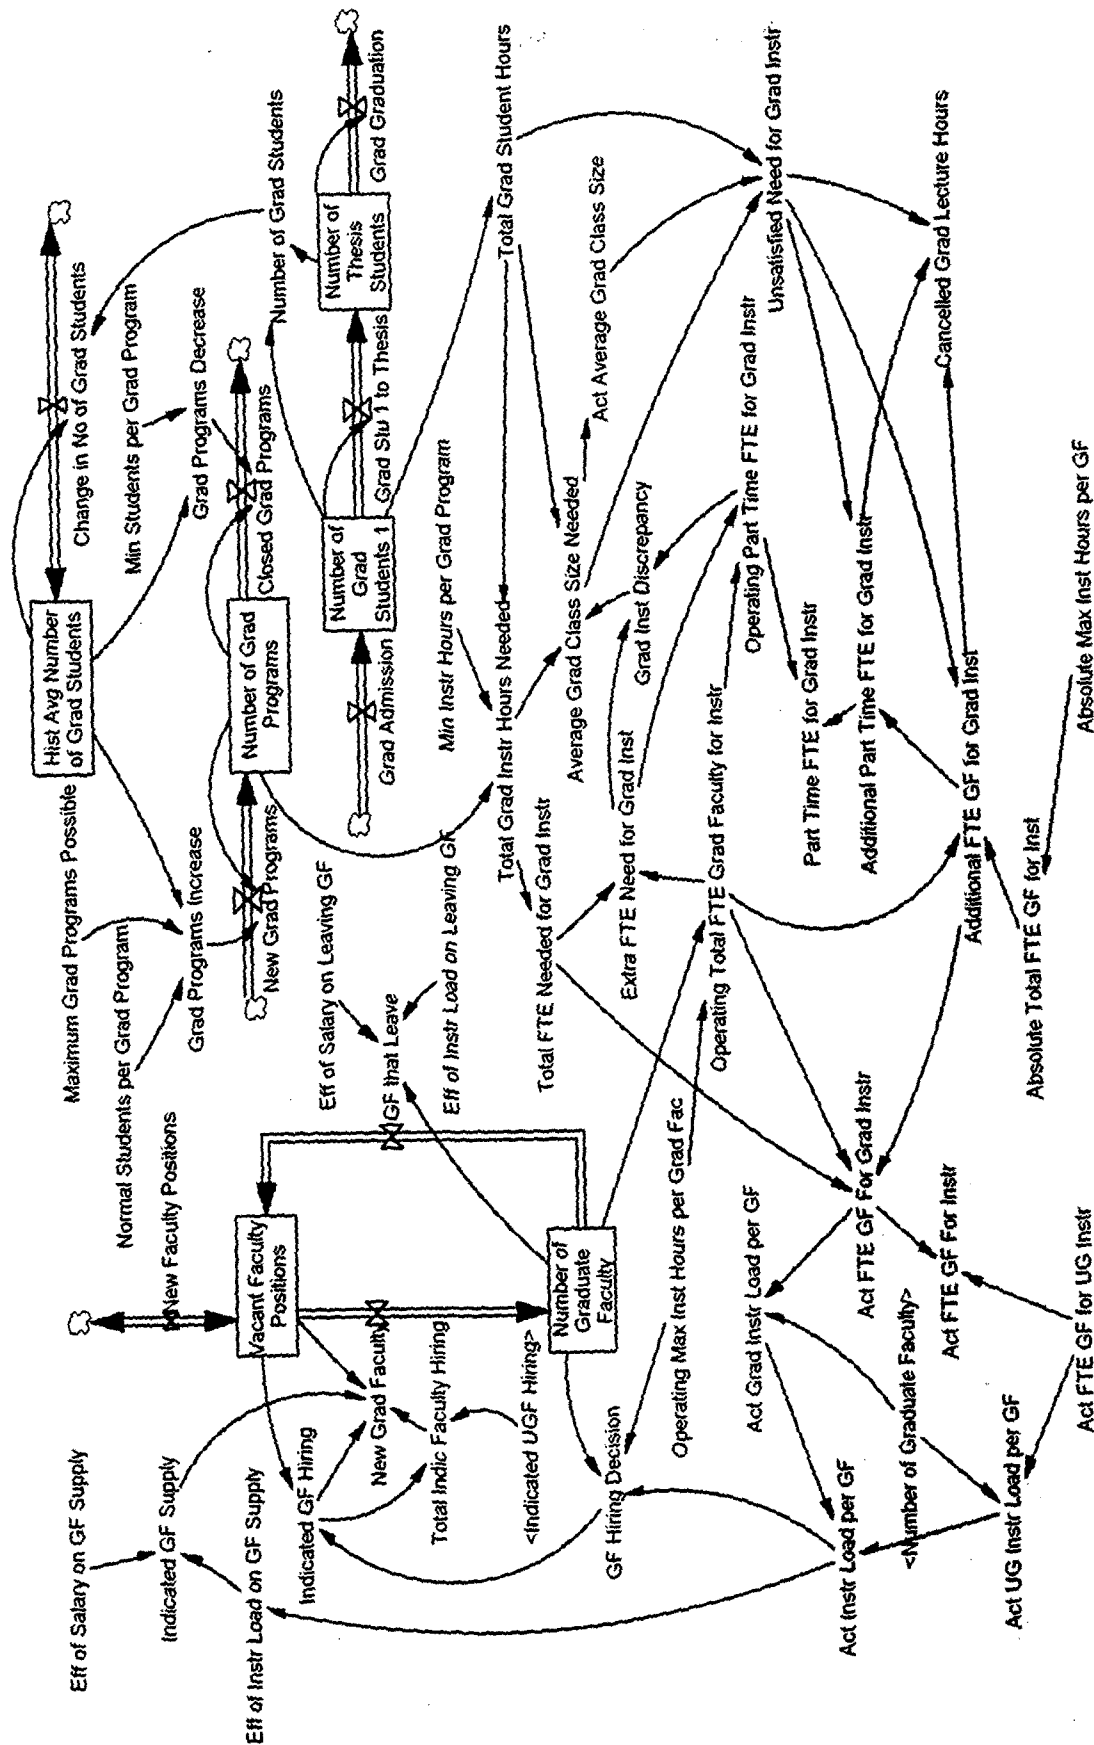 Eff of Salary on GF Supply
Maximum Grad Programs Possible
Hist Avg Number
of Grad Students
Change in No of Grad Students
Normal Students per Grad Program
Min Students per Grad Program
Indicated GF Supply
New Faculty Positions
Grad Programs Increase
Grad Programs Decrease
Eff of Instr Load on GF Supply
Vacant Faculty
Positions
New Grad Programs
Number of Grad
Programs
Closed Grad Programs
Number of Grad Students
Indicated GF Hiring
Eff of Salary on Leaving GF
Number of
Grad
Students 1
Number of
Thesis
Students
New Grad Faculty
GF that Leave
Grad Admission
Grad Stu 1 to Thesis
Grad Graduation
Total Indic Faculty Hiring
Eff of Instr Load on Leaving GF
Min Instr Hours per Grad Program
Total Grad Instr Hours Needed
Total Grad Student Hours
<Indicated UGF Hiring>
Number of
Graduate
Faculty
Total FTE Needed for Grad Instr
Average Grad Class Size Needed
Act Average Grad Class Size
GF Hiring Decision
Extra FTE Need for Grad Inst
Grad Inst Discrepancy
Operating Max Inst Hours per Grad Fac
Operating Total FTE Grad Faculty for Instr
Operating Part Time FTE for Grad Instr
Act Grad Instr Load per GF
Unsatisfied Need for Grad Instr
Part Time FTE for Grad Instr
Act Instr Load per GF
Act FTE GF For Grad Instr
Additional Part Time FTE for Grad Instr
<Number of Graduate Faculty>
Act FTE GF For Instr
Additional FTE GF for Grad Inst
Cancelled Grad Lecture Hours
Act UG Instr Load per GF
Absolute Total FTE GF for Inst
Act FTE GF for UG Instr
Absolute Max Inst Hours per GF